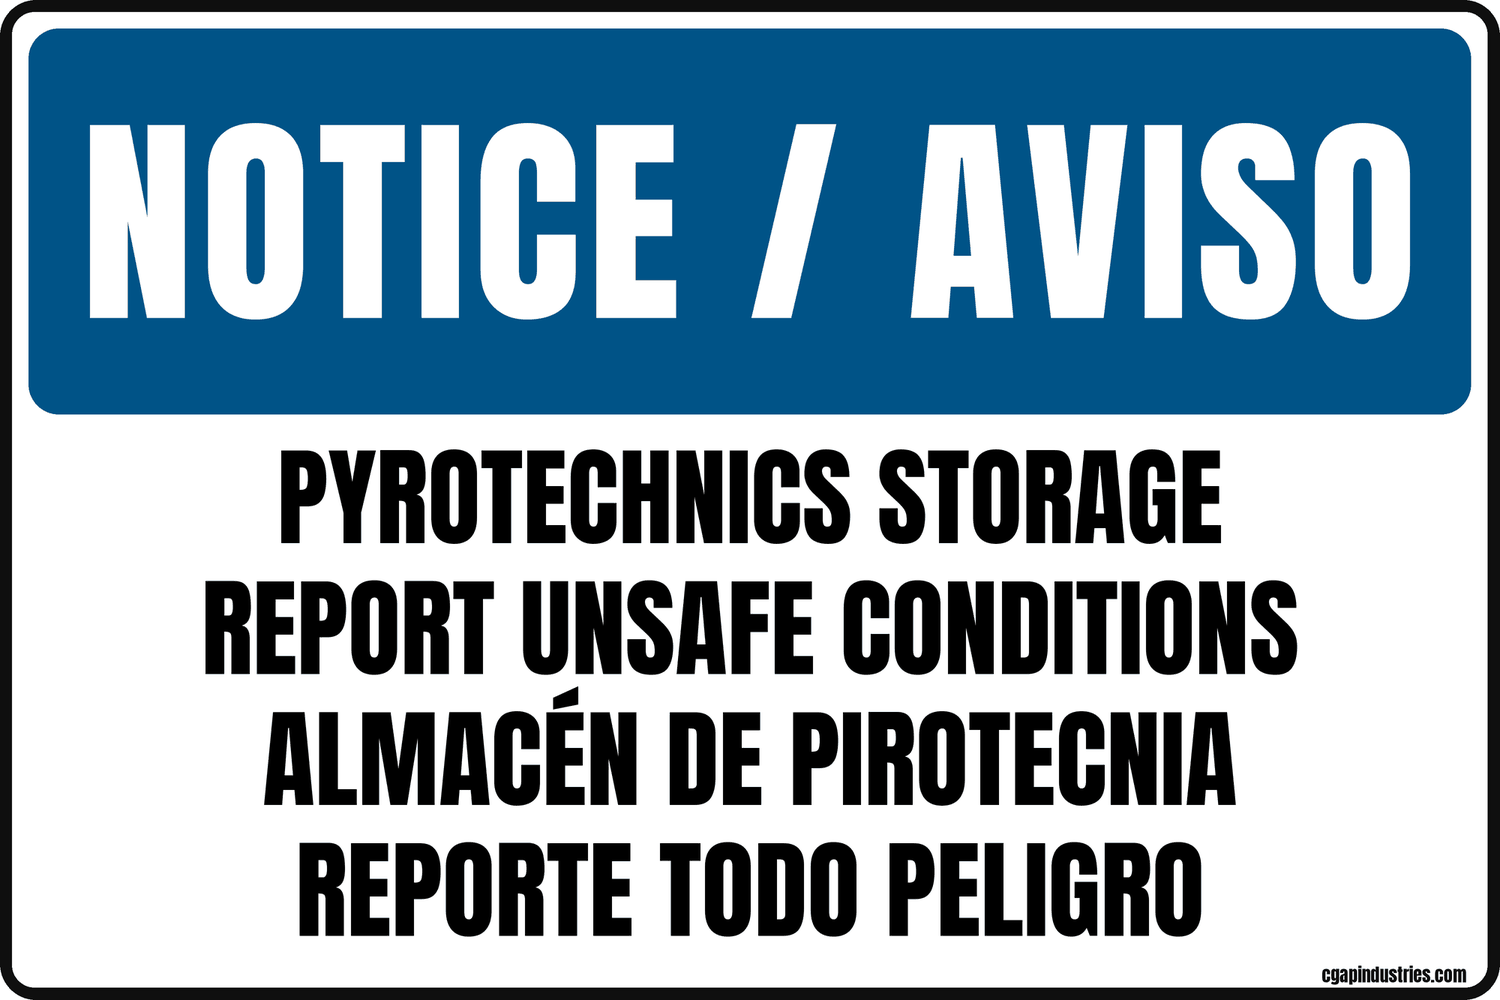 NOTICE / AVISO
PYROTECHNICS STORAGE
REPORT UNSAFE CONDITIONS
ALMACÉN DE PIROTECNIA
REPORTE TODO PELIGRO
cgapindustries.com